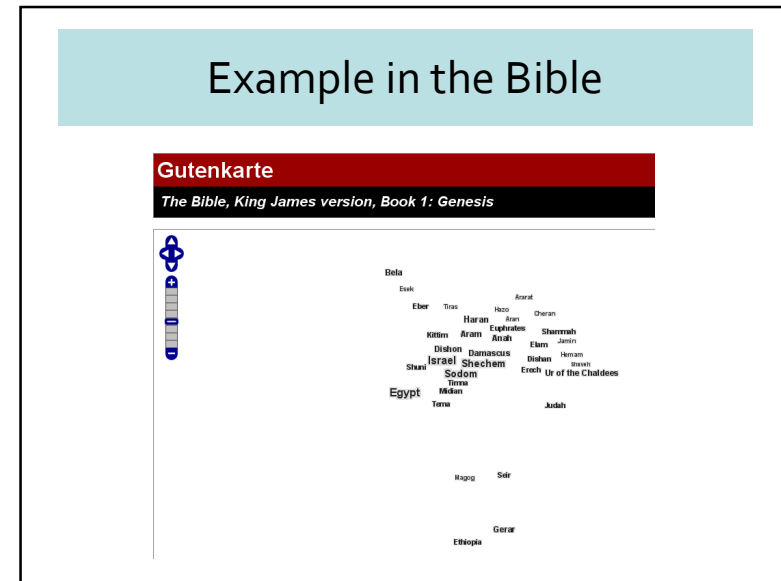 Example in the Bible
Gutenkarte
The Bible, King James version, Book 1: Genesis
Bela
Esek
Ararat
Eber Tiras Hazo Cheran
Haran Aran
Euphrates Shammah
Kittim Aram Anah Jamin
Elam
Dishon Damascus Hemam
Israel Shechem Dishan
Shuni Sodom Erech Ur of the Chaldees
Timna
Egypt Midian
Tema Judah
Magog Seir
Gerar
Ethiopia